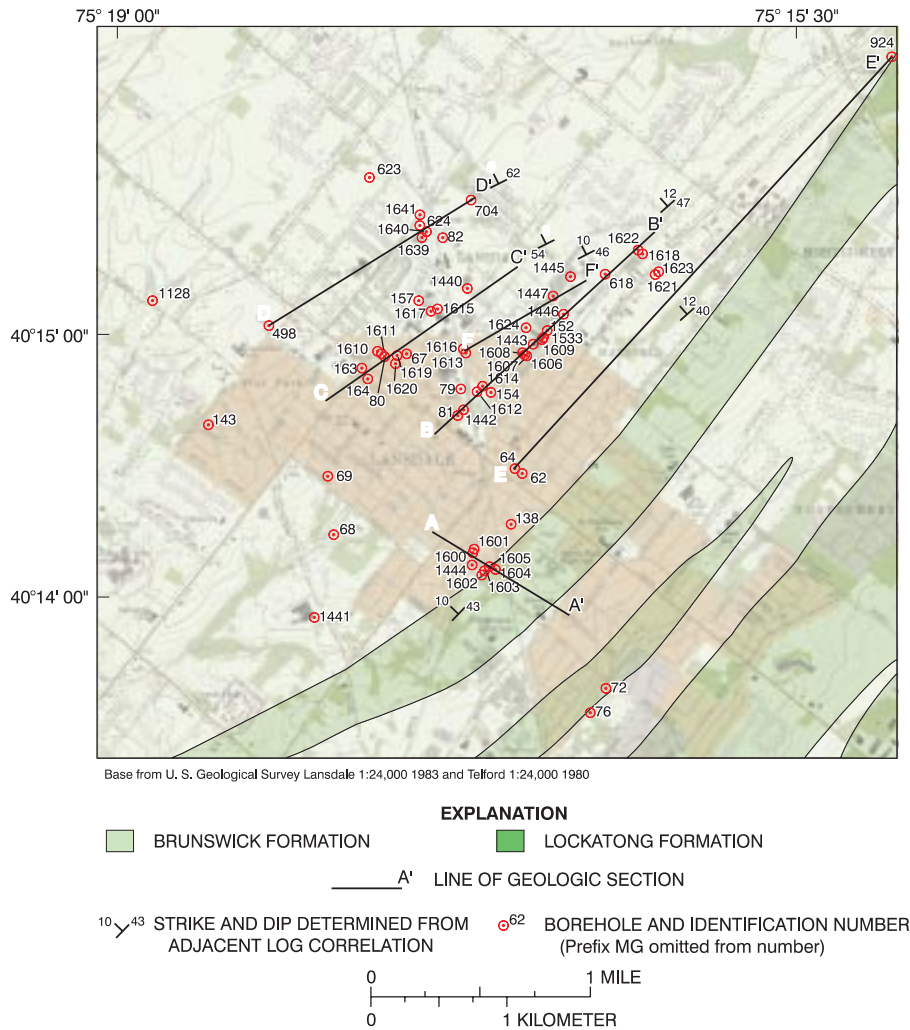 75° 19' 00"
75° 15' 30"
924
E'
623
62
D'
704
1641
624
1640
1639
82
12
47
B'
1622
1618
1623
1621
C'
54
10
46
1445
F'
618
1128
1440
157
1617
1615
1447
1446
12
40
D
498
40°15' 00"
1624
152
1443
1533
1609
1608
1607
1606
1611
1610
1616
1613
67
163
164
80
1619
1620
C
79
1614
154
1612
81
1442
B
143
LANSDALE
64
E
62
69
138
68
A
1601
1600
1605
1444
1604
1602
1603
10
43
A'
40°14' 00"
1441
72
76
Base from U. S. Geological Survey Lansdale 1:24,000 1983 and Telford 1:24,000 1980
EXPLANATION
BRUNSWICK FORMATION
LOCKATONG FORMATION
A' LINE OF GEOLOGIC SECTION
10 43 STRIKE AND DIP DETERMINED FROM
ADJACENT LOG CORRELATION
62 BOREHOLE AND IDENTIFICATION NUMBER
(Prefix MG omitted from number)
0 1 MILE
0 1 KILOMETER